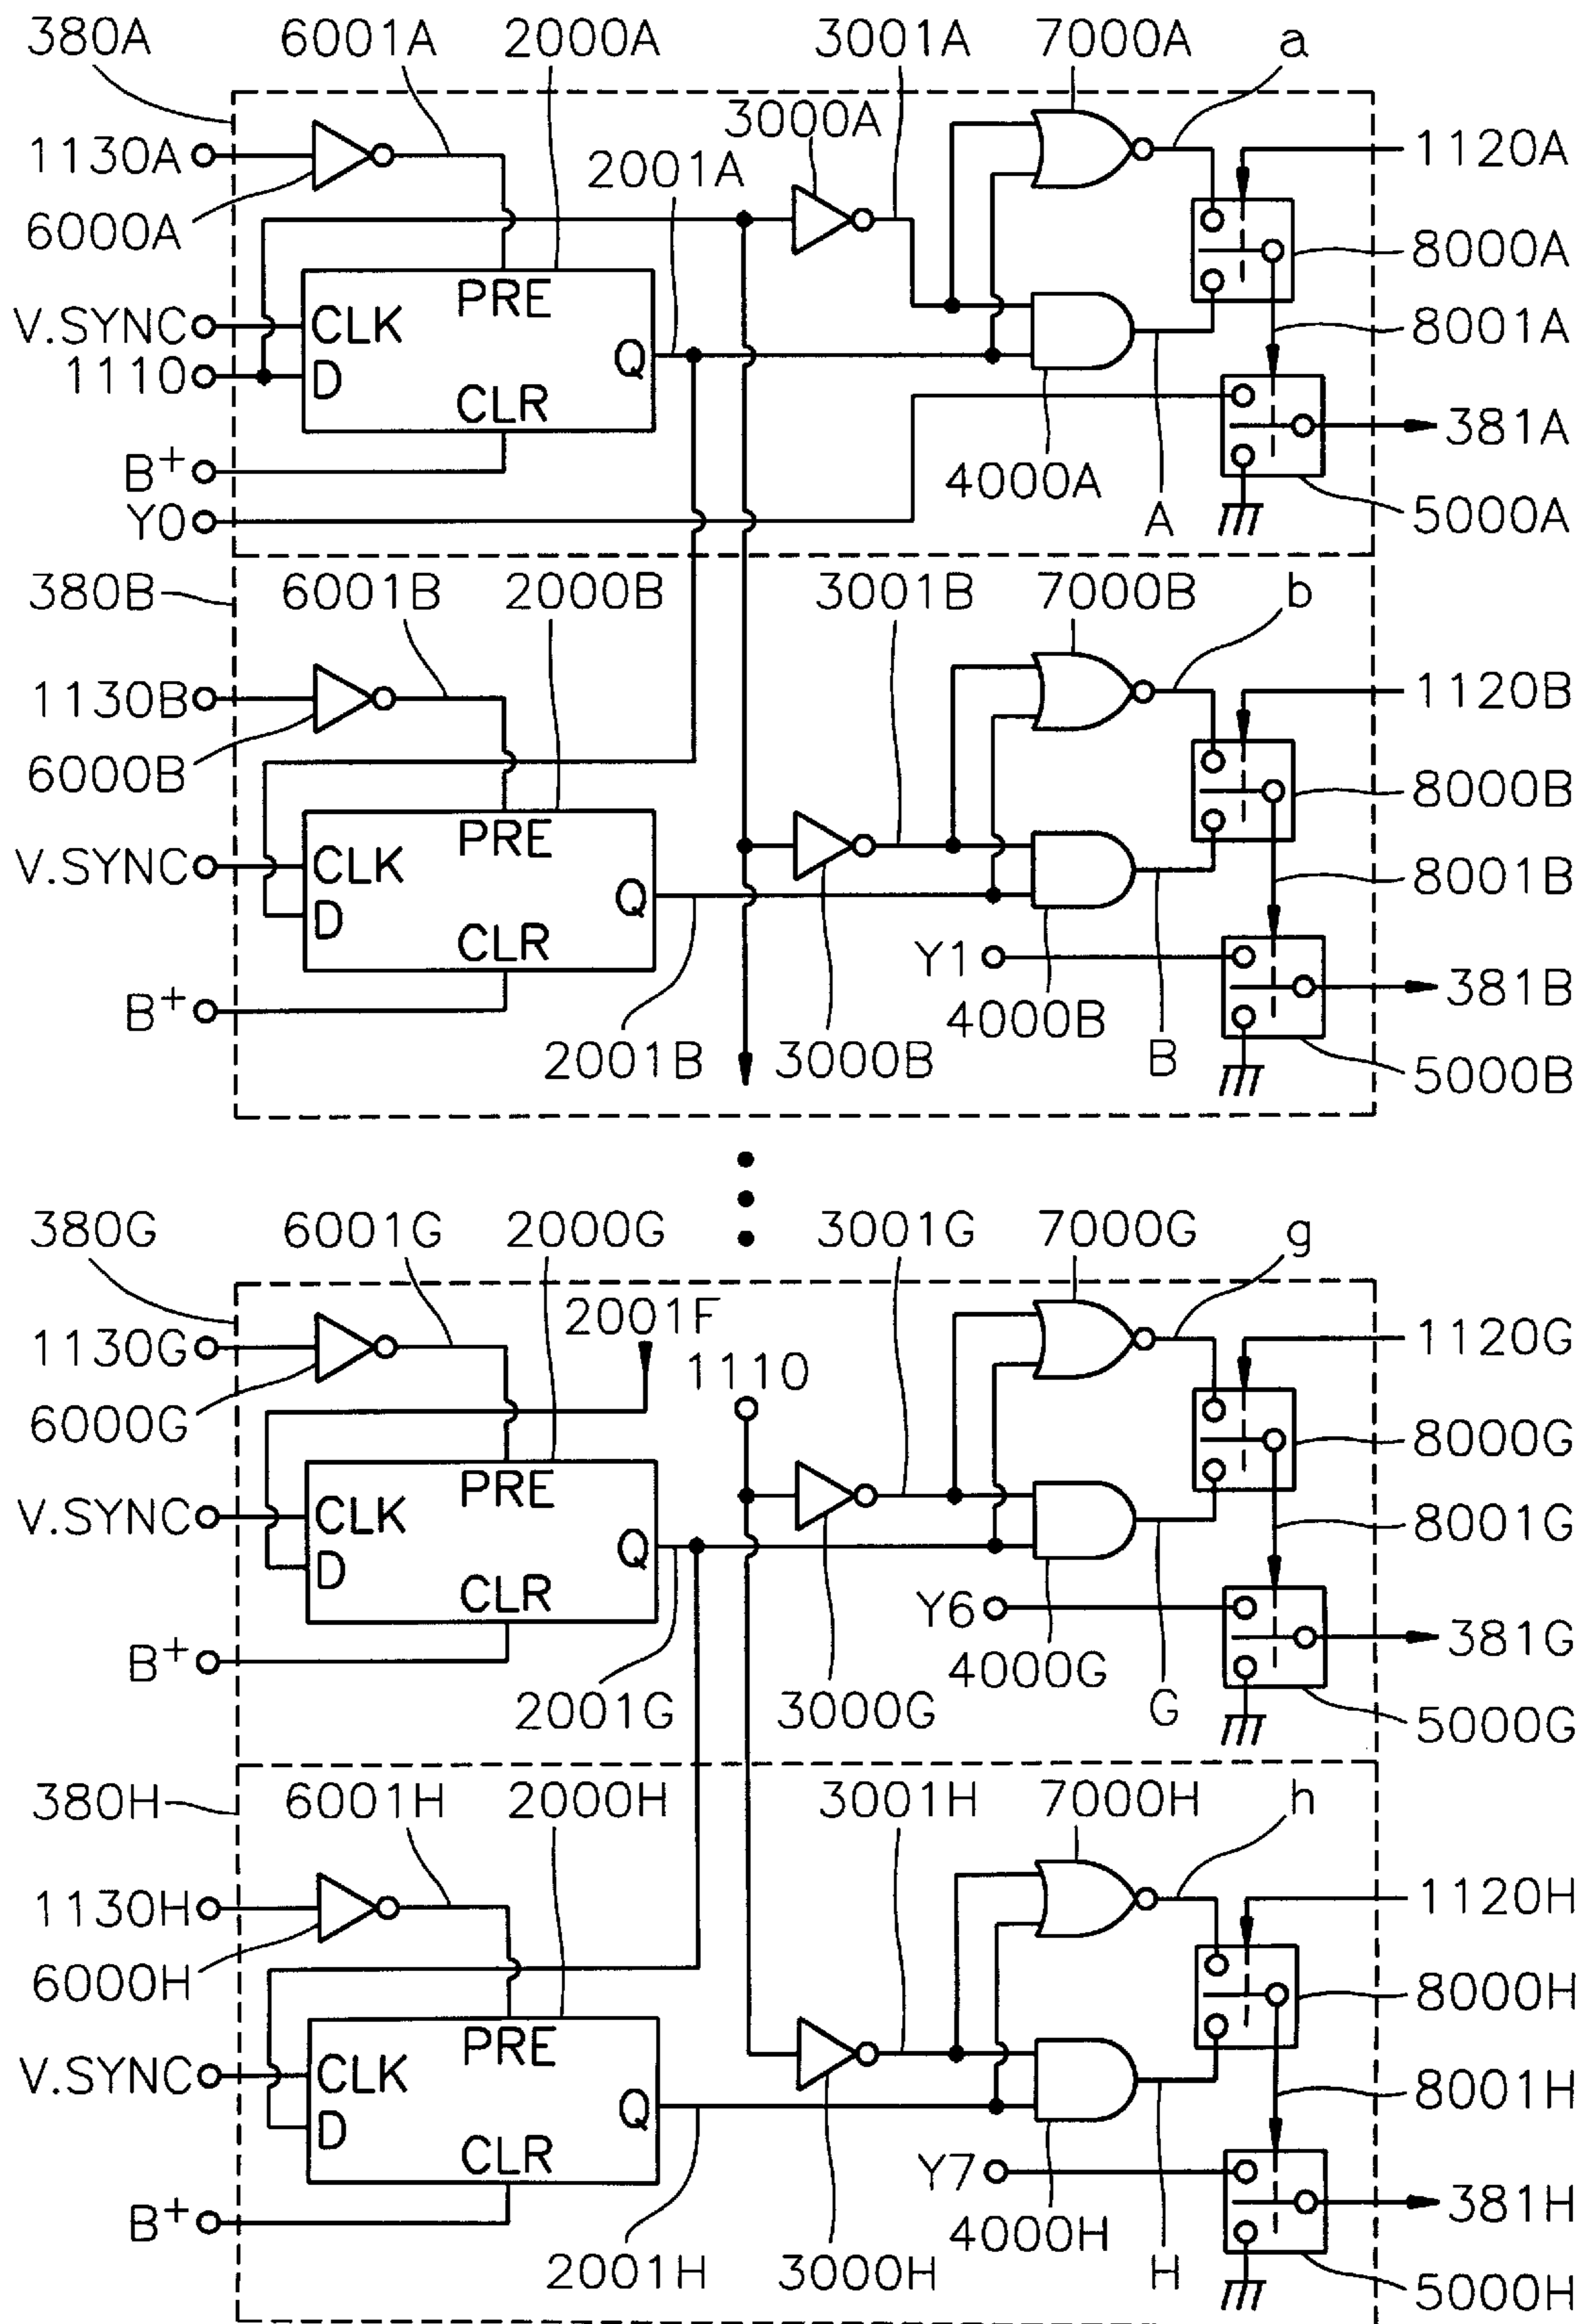 380A 6001A 2000A 3001A 7000A a
3000A
1130A 1120A
2001A
6000A 8000A
PRE
V.SYNC CLK 8001A
1110 D Q
CLR 381A
B+ 4000A
Y0 A 5000A
380B 6001B 2000B 3001B 7000B b
1130B 1120B
6000B 8000B
PRE
V.SYNC CLK 8001B
D Q
CLR Y1 381B
B+ 4000B
2001B 3000B B 5000B
380G 6001G 2000G 3001G 7000G g
2001F
1130G 1110 1120G
6000G 8000G
PRE
V.SYNC CLK 8001G
D Q
CLR Y6 381G
B+ 4000G
2001G 3000G G 5000G
380H 6001H 2000H 3001H 7000H h
1130H 1120H
6000H 8000H
PRE
V.SYNC CLK 8001H
D Q
CLR Y7 381H
B+ 4000H
2001H 3000H H 5000H